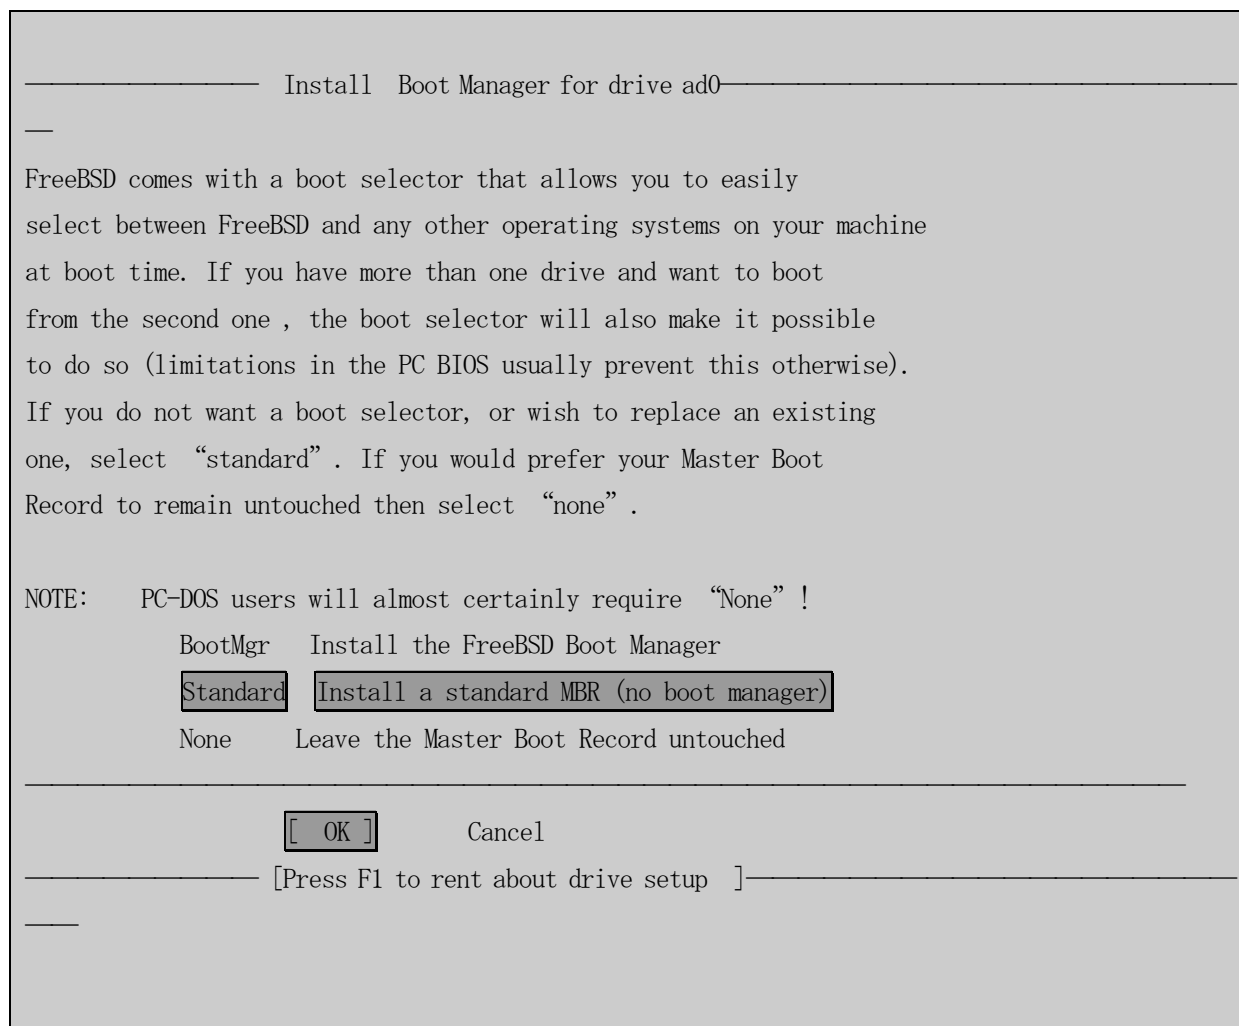 Install Boot Manager for drive ad0
FreeBSD comes with a boot selector that allows you to easily
select between FreeBSD and any other operating systems on your machine
at boot time. If you have more than one drive and want to boot
from the second one , the boot selector will also make it possible
to do so (limitations in the PC BIOS usually prevent this otherwise).
If you do not want a boot selector, or wish to replace an existing
one, select “standard”. If you would prefer your Master Boot
Record to remain untouched then select “none”.
NOTE: PC-DOS users will almost certainly require “None”!
BootMgr Install the FreeBSD Boot Manager
Standard Install a standard MBR (no boot manager)
None Leave the Master Boot Record untouched
[ OK ] Cancel
[Press F1 to rent about drive setup ]